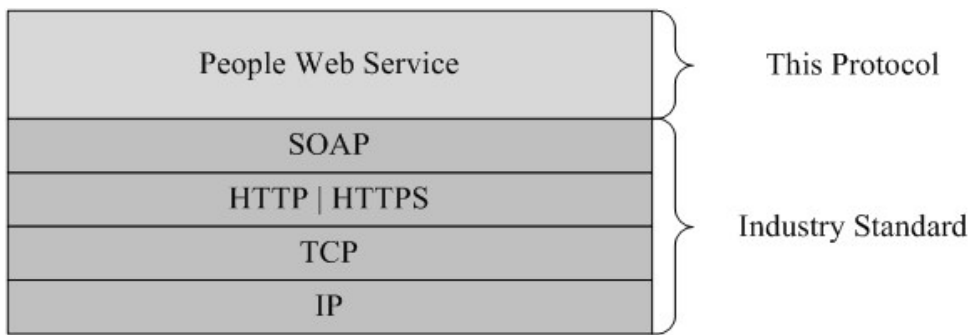 People Web Service
This Protocol
SOAP
HTTP | HTTPS
TCP
IP
Industry Standard